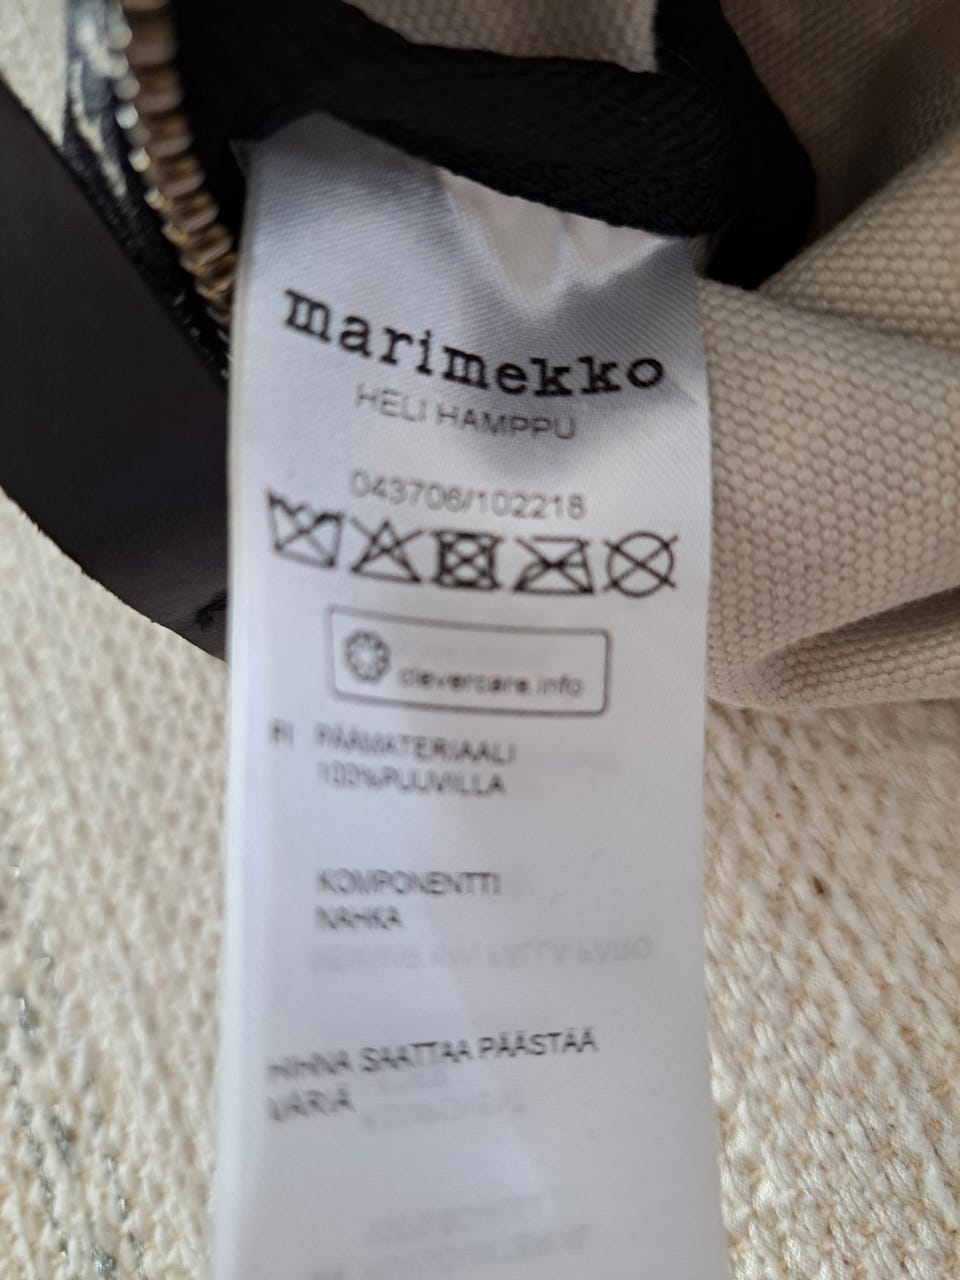 marimekko
HELI HAMPPU
043706/102218
clevercare.info
FI PÄÄMATERIAALI
100%PUUVILLA
KOMPONENTTI
NAHKA
HIHNA SAATTAA PÄÄSTÄÄ
VÄRIÄ